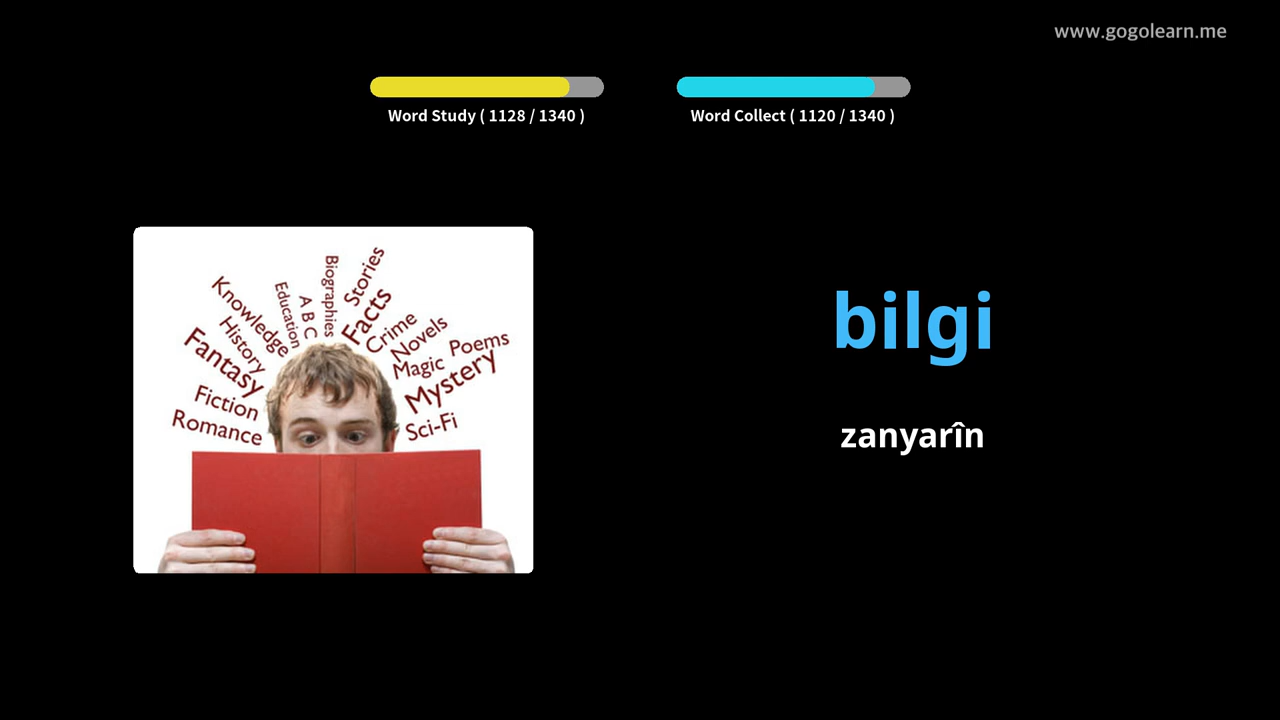 www.gogolearn.me
Word Study ( 1128 / 1340 )
Word Collect ( 1120 / 1340 )
Knowledge
Education
A B C
Biographies
Stories
Facts
Crime
Novels
Poems
Magic
Mystery
Sci-Fi
History
Fantasy
Fiction
Romance
bilgi
zanyarîn